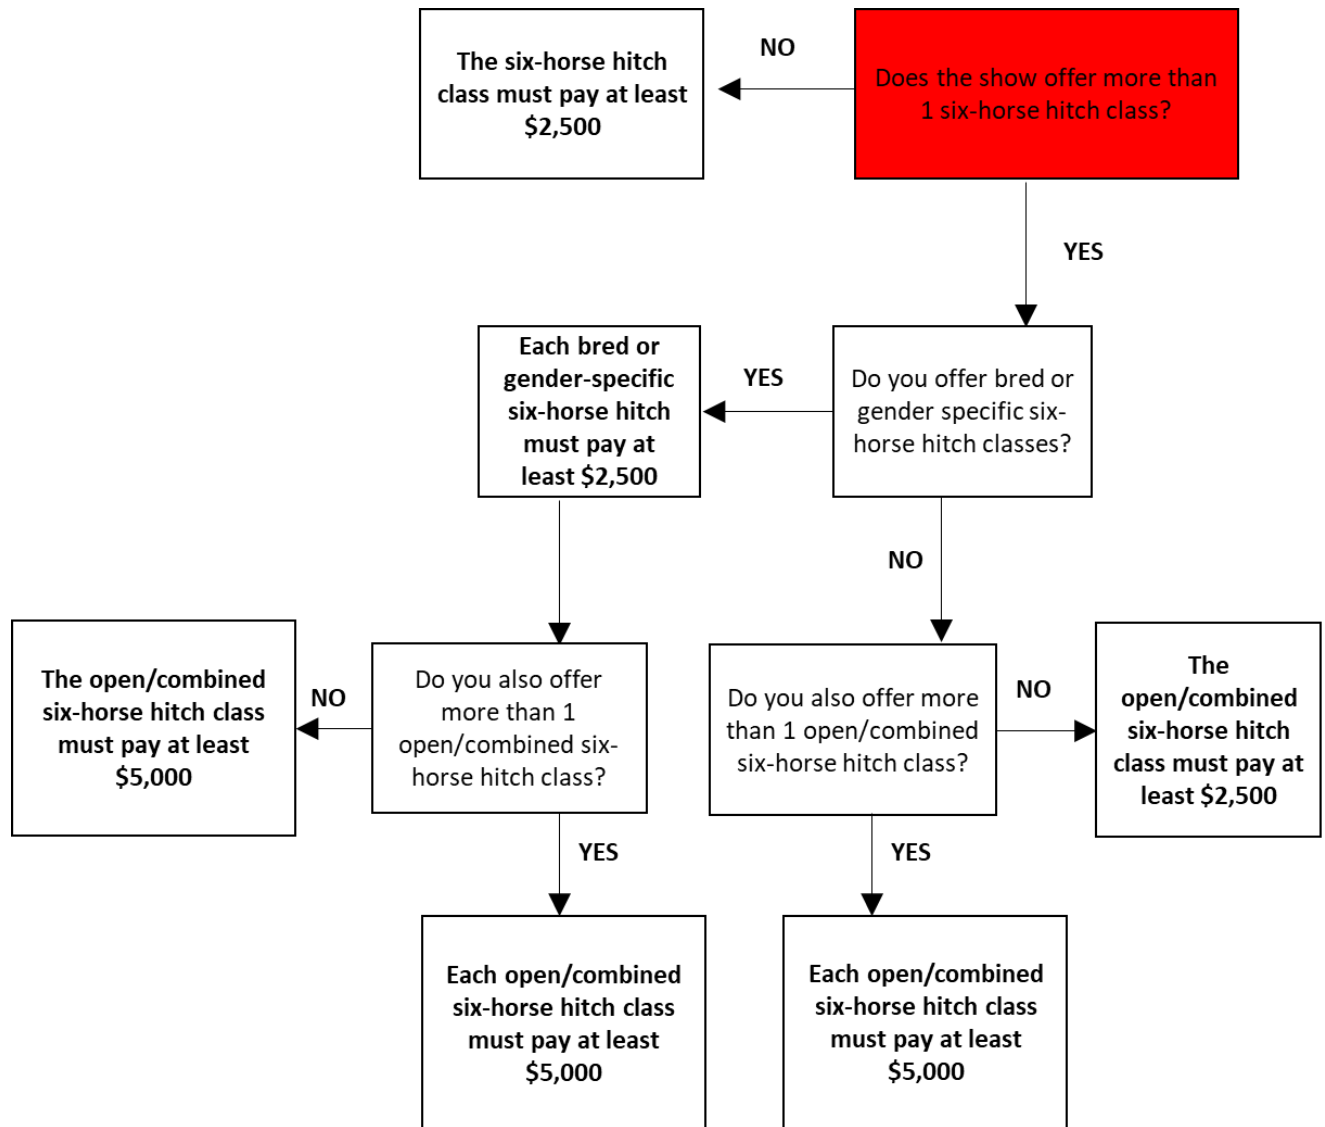 The six-horse hitch
class must pay at least
$2,500
NO
Does the show offer more than
1 six-horse hitch class?
YES
Each bred or
gender-specific
six-horse hitch
must pay at
least $2,500
YES
Do you offer bred or
gender specific six-
horse hitch classes?
NO
The open/combined
six-horse hitch class
must pay at least
$5,000
NO
Do you also offer
more than 1
open/combined six-
horse hitch class?
Do you also offer more
than 1 open/combined
six-horse hitch class?
NO
The
open/combined
six-horse hitch
class must pay at
least $2,500
YES
YES
Each open/combined
six-horse hitch class
must pay at least
$5,000
Each open/combined
six-horse hitch class
must pay at least
$5,000